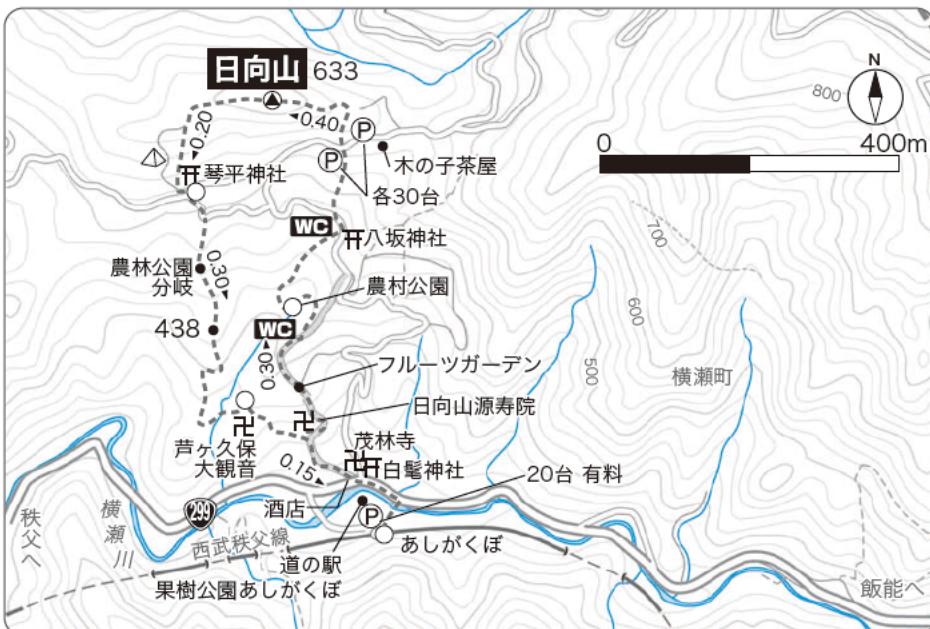 日向山 633
N
800
0.20
0.40
P
0
400m
木の子茶屋
P
琴平神社
各30台
WC
八坂神社
700
農林公園
分岐
0.30
農村公園
438
WC
600
0.30
フルーツガーデン
500
横瀬町
日向山源寿院
芦ヶ久保
大観音
茂林寺
白髭神社
0.15
20台 有料
299
酒店
P
秩父へ
横瀬川
西武秩父線
あしがくぼ
道の駅
果樹公園あしがくぼ
飯能へ